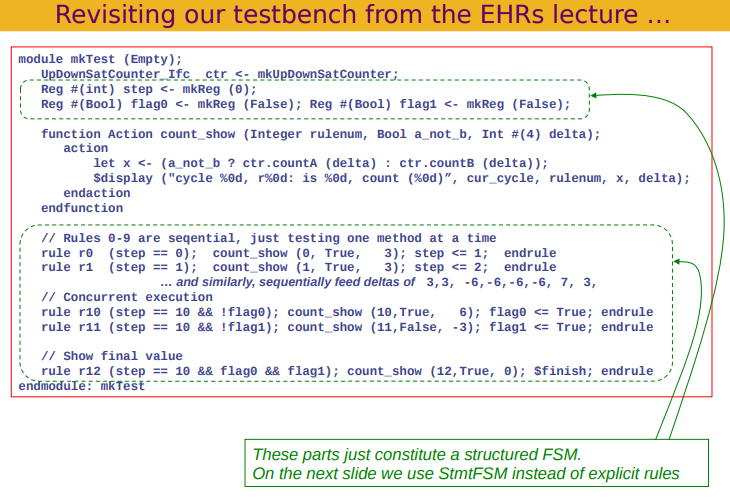 Revisiting our testbench from the EHRs lecture …
module mkTest (Empty);
UpDownSatCounter_Ifc ctr <- mkUpDownSatCounter;
Reg #(int) step <- mkReg (0);
Reg #(Bool) flag0 <- mkReg (False); Reg #(Bool) flag1 <- mkReg (False);
function Action count_show (Integer rulenum, Bool a_not_b, Int #(4) delta);
action
let x <- (a_not_b ? ctr.countA (delta) : ctr.countB (delta));
$display ("cycle %0d, r%0d: is %0d, count (%0d)”, cur_cycle, rulenum, x, delta);
endaction
endfunction
// Rules 0-9 are seqential, just testing one method at a time
rule r0 (step == 0); count_show (0, True, 3); step <= 1; endrule
rule r1 (step == 1); count_show (1, True, 3); step <= 2; endrule
… and similarly, sequentially feed deltas of 3,3, -6,-6,-6,-6, 7, 3,
// Concurrent execution
rule r10 (step == 10 && !flag0); count_show (10,True, 6); flag0 <= True; endrule
rule r11 (step == 10 && !flag1); count_show (11,False, -3); flag1 <= True; endrule
// Show final value
rule r12 (step == 10 && flag0 && flag1); count_show (12,True, 0); $finish; endrule
endmodule: mkTest
These parts just constitute a structured FSM.
On the next slide we use StmtFSM instead of explicit rules